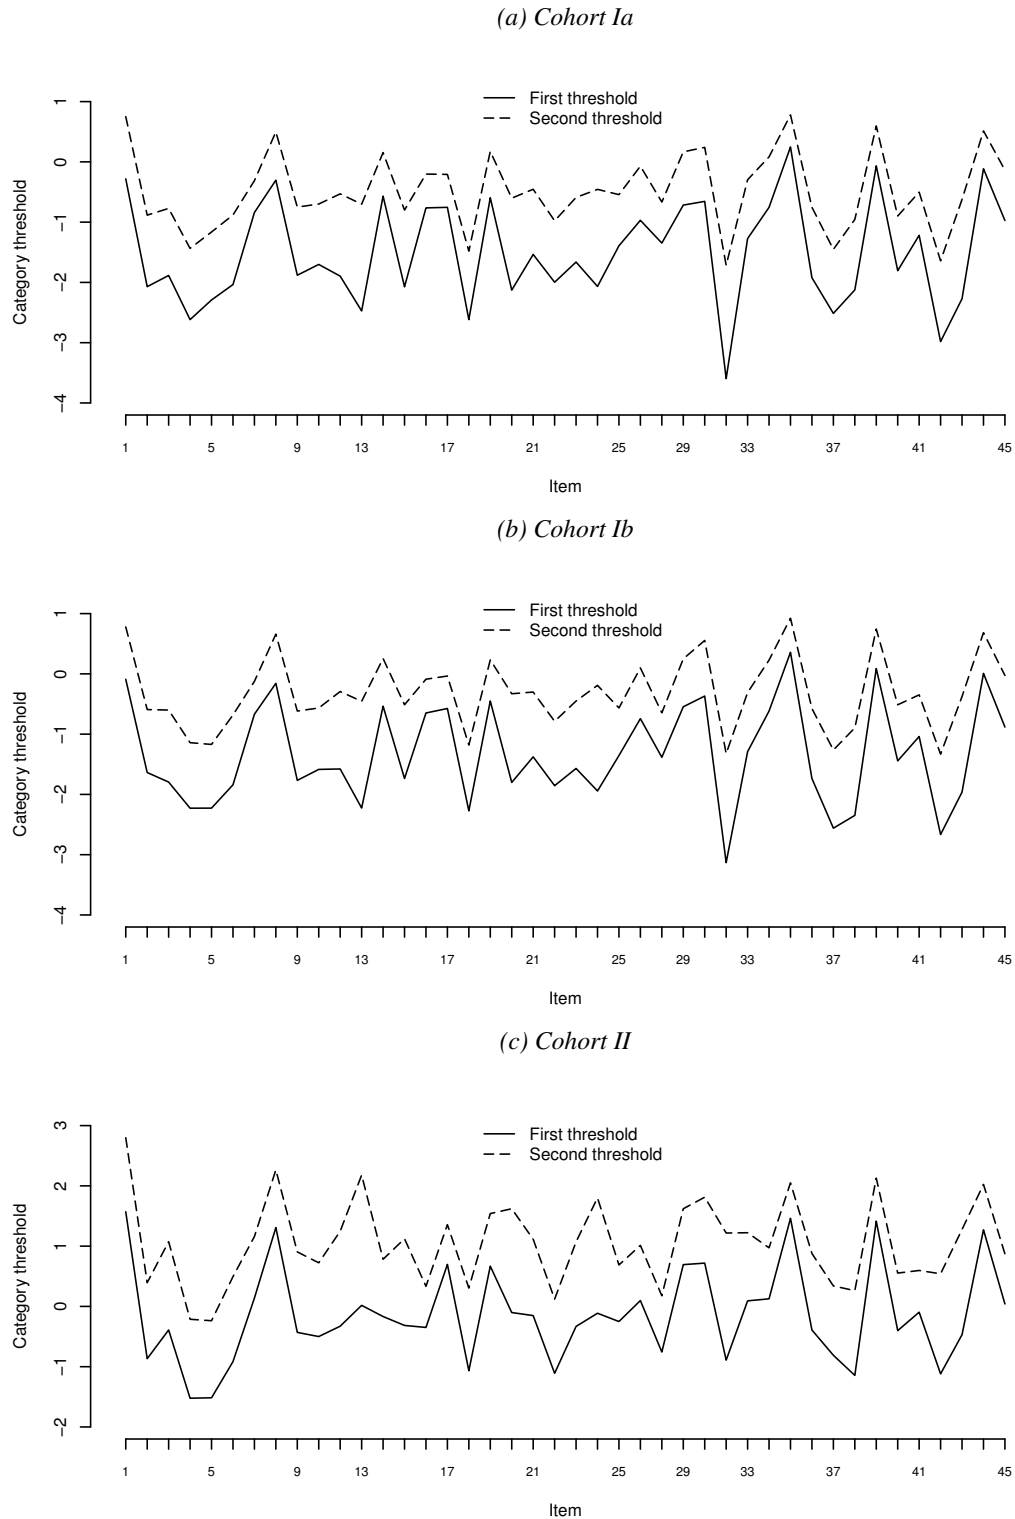 (a) Cohort Ia
First threshold
Second threshold
1
0
−1
−2
−3
−4
Category threshold
1 5 9 13 17 21 25 29 33 37 41 45
Item
(b) Cohort Ib
First threshold
Second threshold
1
0
−1
−2
−3
−4
Category threshold
1 5 9 13 17 21 25 29 33 37 41 45
Item
(c) Cohort II
First threshold
Second threshold
3
2
1
0
−1
−2
Category threshold
1 5 9 13 17 21 25 29 33 37 41 45
Item